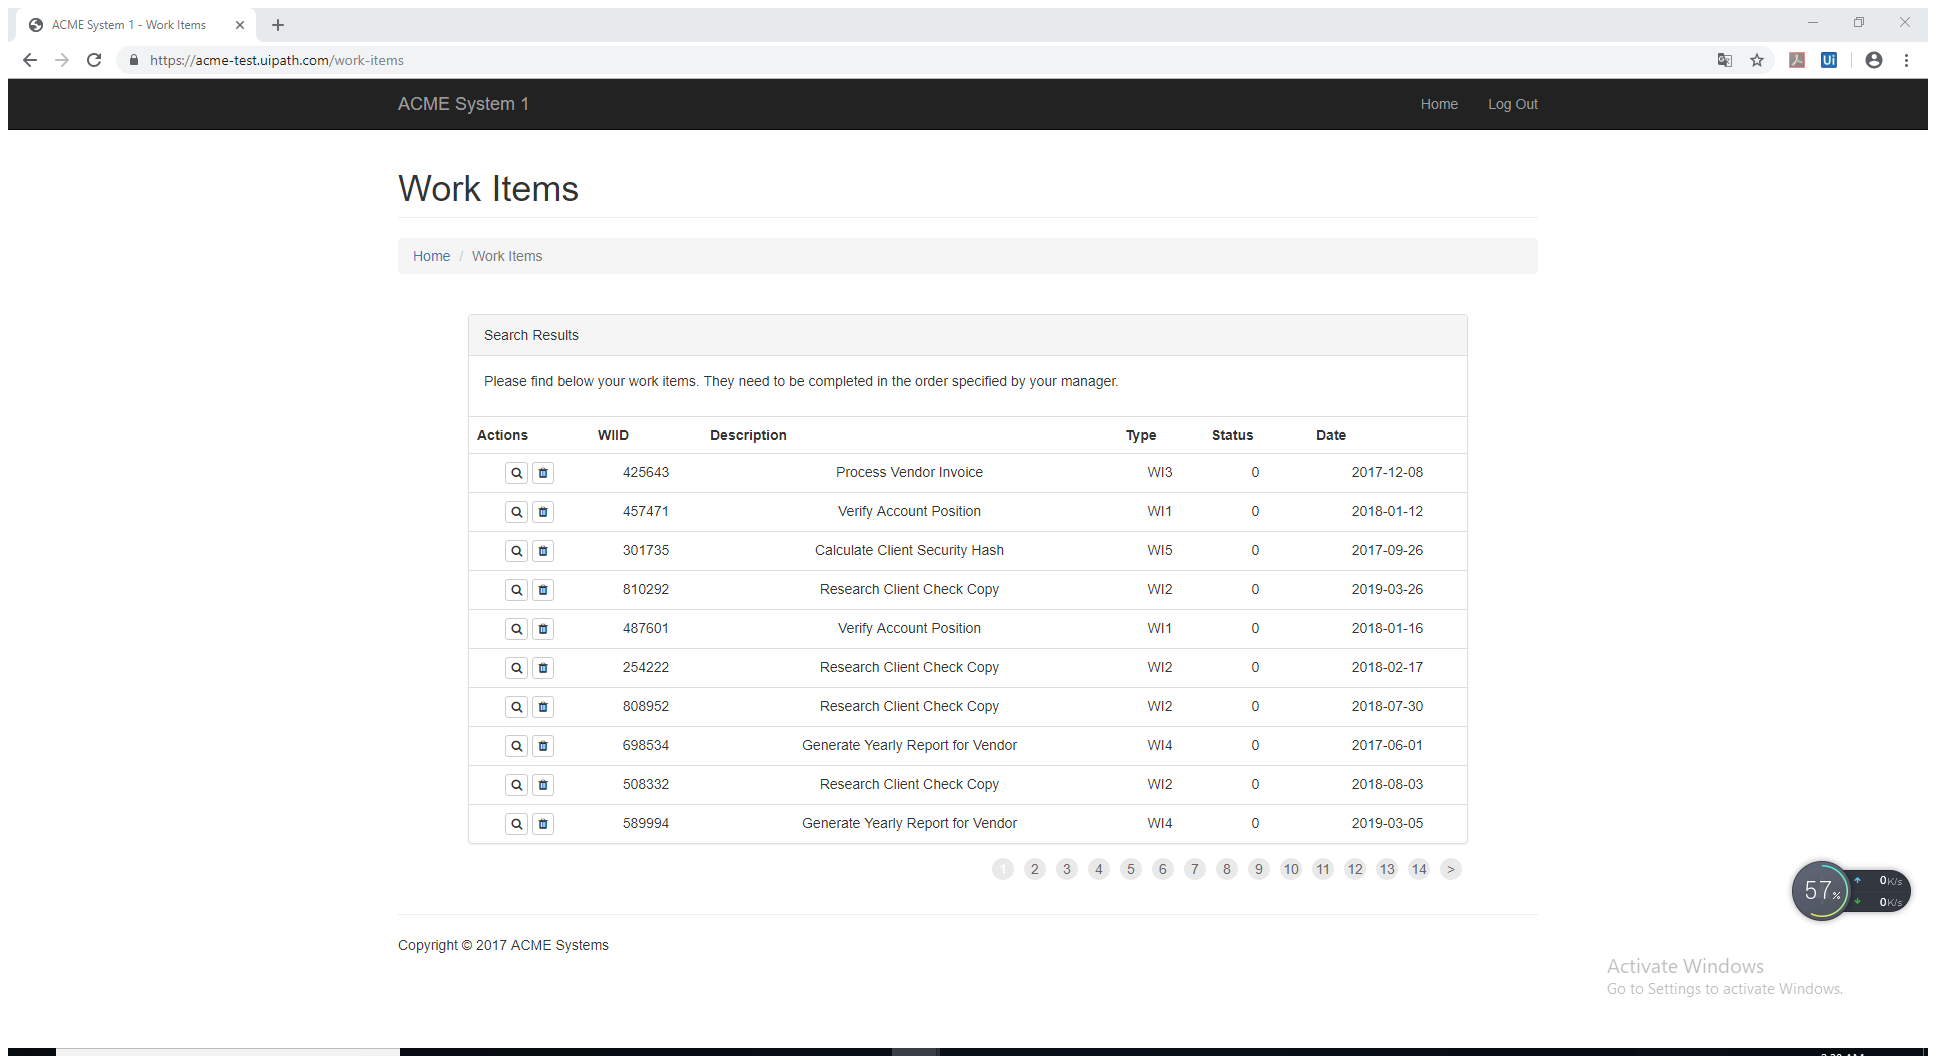 ACME System 1 - Work Items
https://acme-test.uipath.com/work-items
Ui
ACME System 1 Home Log Out
Work Items
Home / Work Items
Search Results
Please find below your work items. They need to be completed in the order specified by your manager.
Actions WIID Description Type Status Date
425643 Process Vendor Invoice WI3 0 2017-12-08
457471 Verify Account Position WI1 0 2018-01-12
301735 Calculate Client Security Hash WI5 0 2017-09-26
810292 Research Client Check Copy WI2 0 2019-03-26
487601 Verify Account Position WI1 0 2018-01-16
254222 Research Client Check Copy WI2 0 2018-02-17
808952 Research Client Check Copy WI2 0 2018-07-30
698534 Generate Yearly Report for Vendor WI4 0 2017-06-01
508332 Research Client Check Copy WI2 0 2018-08-03
589994 Generate Yearly Report for Vendor WI4 0 2019-03-05
1 2 3 4 5 6 7 8 9 10 11 12 13 14 >
57% 0K/s
0K/s
Copyright © 2017 ACME Systems
Activate Windows
Go to Settings to activate Windows.